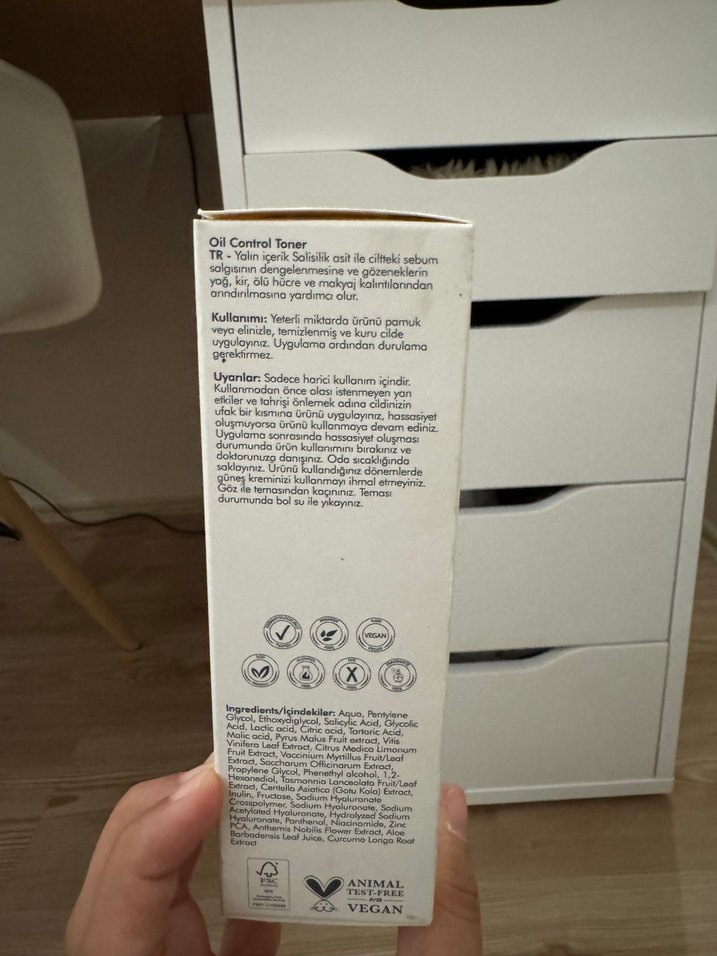 Oil Control Toner
TR - Yalın içerik Salisilik asit ile ciltteki sebum
salgısının dengelenmesine ve gözeneklerin
yağ, kir, ölü hücre ve makyaj kalıntılarından
arındırılmasına yardımcı olur.
Kullanımı: Yeterli miktarda ürünü pamuk
veya elinizle, temizlenmiş ve kuru cilde
uygulayınız. Uygulama ardından durulama
gerektirmez.
Uyarılar: Sadece harici kullanım içindir.
Kullanmadan önce olası istenmeyen yan
etkiler ve tahrişi önlemek adına cildinizin
ufak bir kısmına ürünü uygulayınız, hassasiyet
oluşmuyorsa ürünü kullanmaya devam ediniz.
Uygulama sonrasında hassasiyet oluşması
durumunda ürün kullanımını bırakınız ve
doktorunuza danışınız. Oda sıcaklığında
saklayınız. Ürünü kullandığınız dönemlerde
güneş kreminizi kullanmayı ihmal etmeyiniz.
Göz ile temasından kaçınınız. Teması
durumunda bol su ile yıkayınız.
DERMATOLOGICALLY TESTED
PARABEN FREE
VEGAN
ALCOHOL FREE
FRAGRANCE FREE
Ingredients/İçindekiler: Aqua, Pentylene
Glycol, Ethoxydiglycol, Salicylic Acid, Glycolic
Acid, Lactic acid, Citric acid, Tartaric Acid,
Malic acid, Pyrus Malus Fruit extract, Vitis
Vinifera Leaf Extract, Citrus Medica Limonum
Fruit Extract, Vaccinium Myrtillus Fruit/Leaf
Extract, Saccharum Officinarum Extract,
Propylene Glycol, Phenethyl alcohol, 1,2-
Hexanediol, Tasmannia Lanceolata Fruit/Leaf
Extract, Centella Asiatica (Gotu Kola) Extract,
Inulin, Fructose, Sodium Hyaluronate
Crosspolymer, Sodium Hyaluronate, Sodium
Acetylated Hyaluronate, Hydrolyzed Sodium
Hyaluronate, Panthenol, Niacinamide, Zinc
PCA, Anthemis Nobilis Flower Extract, Aloe
Barbadensis Leaf Juice, Curcuma Longa Root
Extract
FSC
MIX
ANIMAL
TEST-FREE
PETA
VEGAN